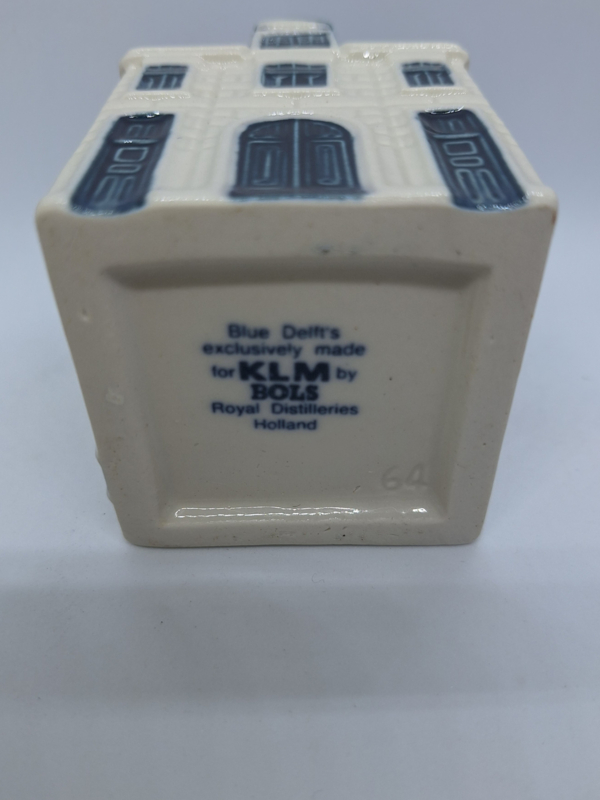 Blue Delft's
exclusively made
for KLM by
BOLS
Royal Distilleries
Holland
64